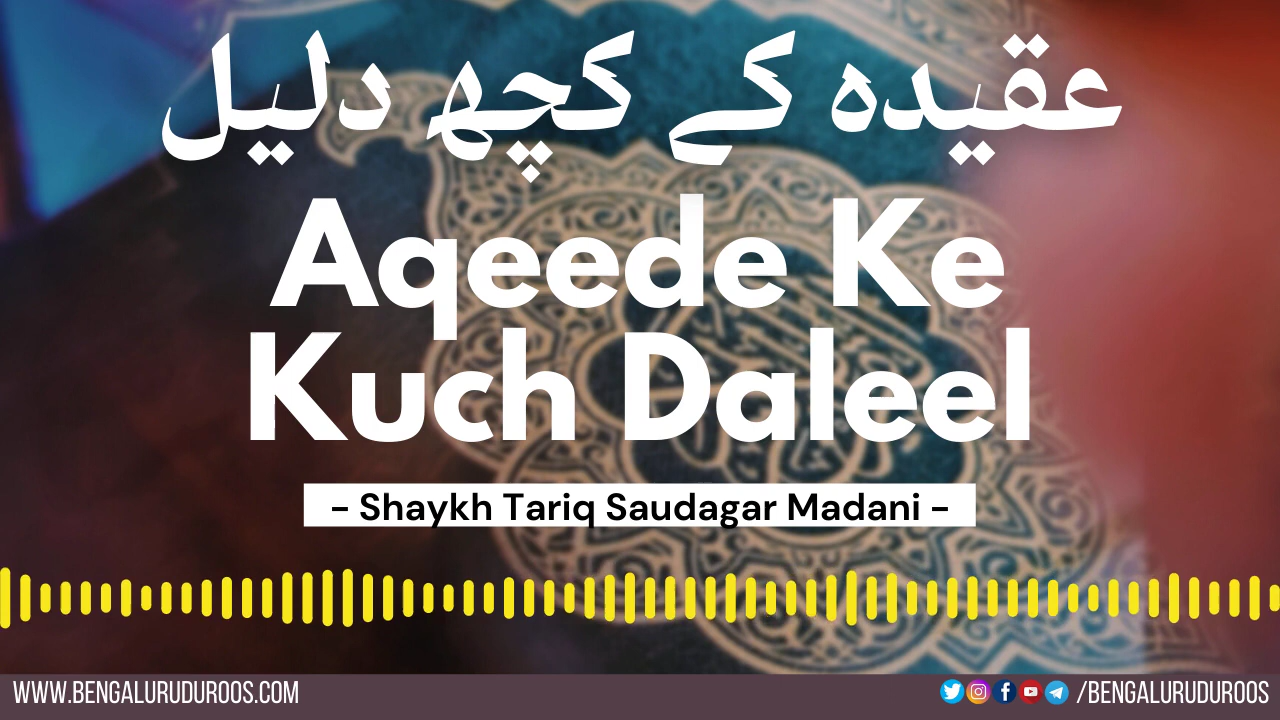 عقیدہ کے کچھ دلیل
Aqeede Ke
Kuch Daleel
- Shaykh Tariq Saudagar Madani -
WWW.BENGALURUDUROOS.COM
/BENGALURUDUROOS